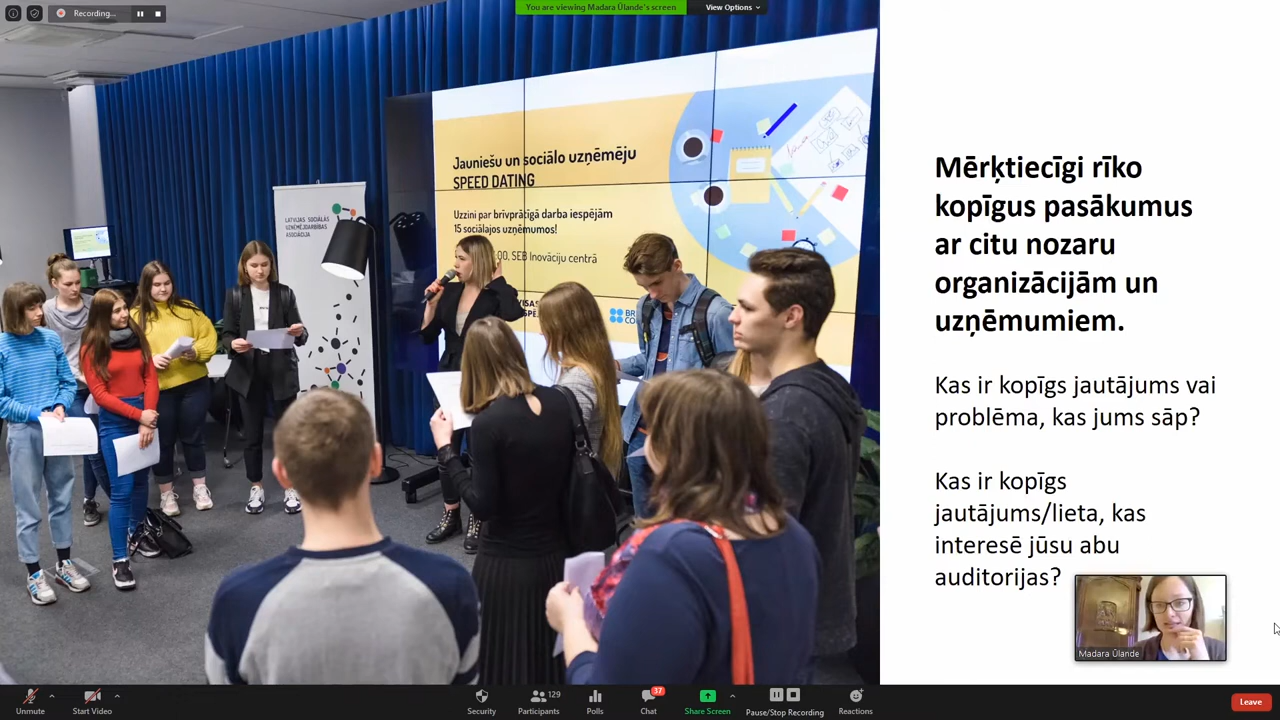 Recording...
You are viewing Madara Ūlande's screen
View Options
Jauniešu un sociālo uzņēmēju
SPEED DATING
Uzzini par brīvprātīgā darba iespējām
15 sociālajos uzņēmumos!
SEB Inovāciju centrā
LATVIJAS SOCIĀLĀS
UZŅĒMĒJDARBĪBAS
ASOCIĀCIJA
Mērķtiecīgi rīko
kopīgus pasākumus
ar citu nozaru
organizācijām un
uzņēmumiem.
Kas ir kopīgs jautājums vai
problēma, kas jums sāp?
Kas ir kopīgs
jautājums/lieta, kas
interesē jūsu abu
auditorijas?
Madara Ūlande
Unmute
Start Video
Security
Participants
129
Polls
Chat
37
Share Screen
Pause/Stop Recording
Reactions
Leave